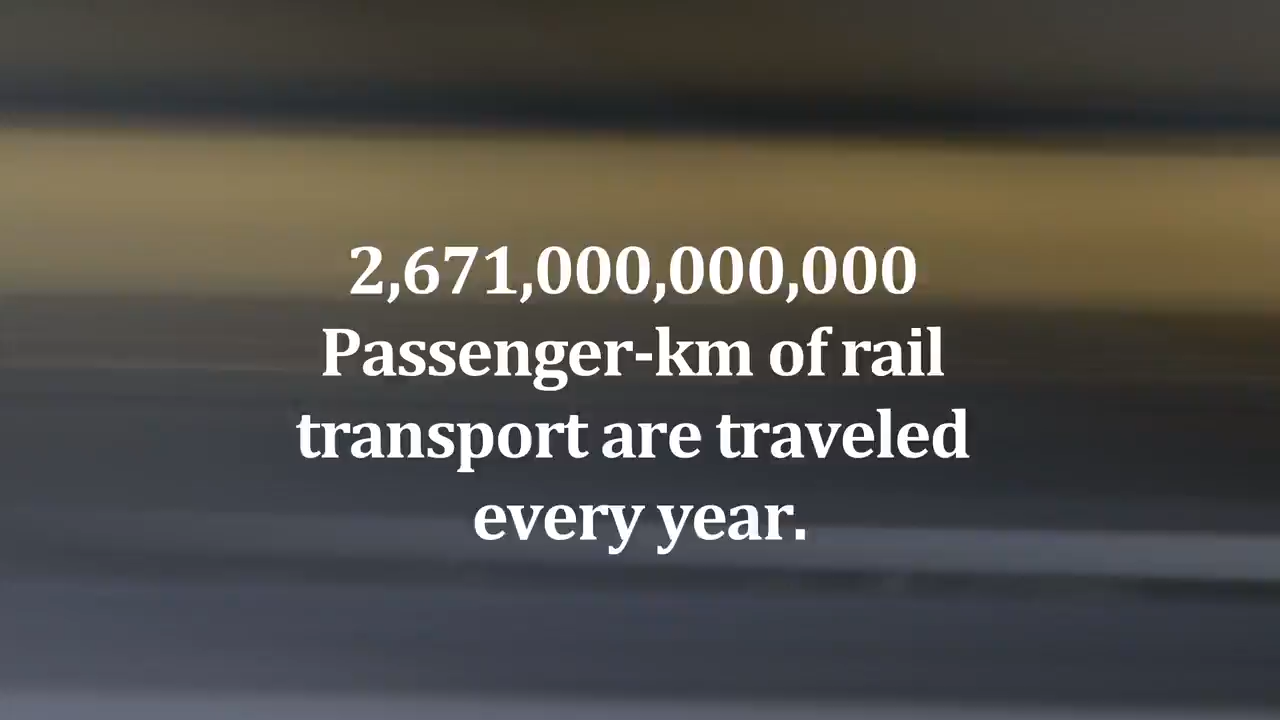 2,671,000,000,000
Passenger-km of rail
transport are traveled
every year.